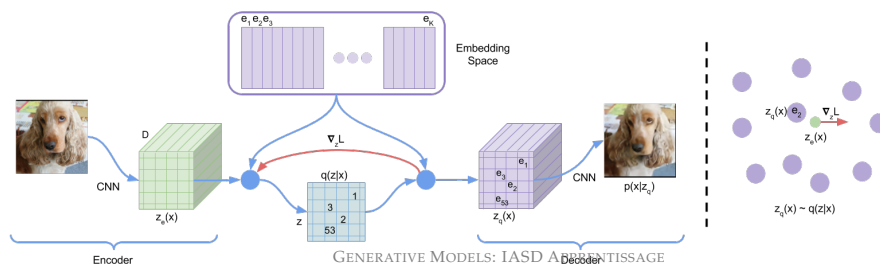 e1 e2 e3
eK
Embedding
Space
D
∇zL
CNN
ze(x)
q(z|x)
1
3
2
53
z
e1
e3
e2
e53
zq(x)
CNN
p(x|zq)
Encoder
Decoder
GENERATIVE MODELS: IASD APPRENTISSAGE
zq(x) e2
∇zL
ze(x)
zq(x) ~ q(z|x)